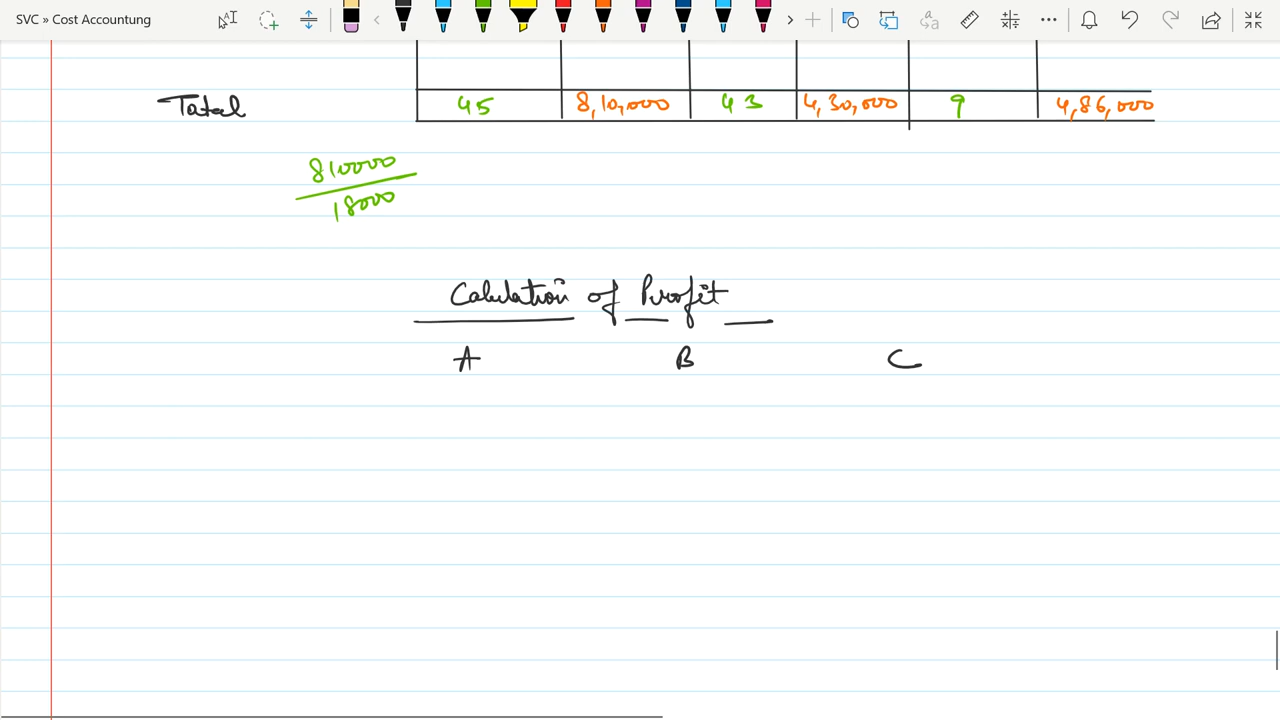 SVC » Cost Accountung
Total 45 8,10,000 43 4,30,000 9 4,86,000
810000
18000
Calculation of Profit
A B C